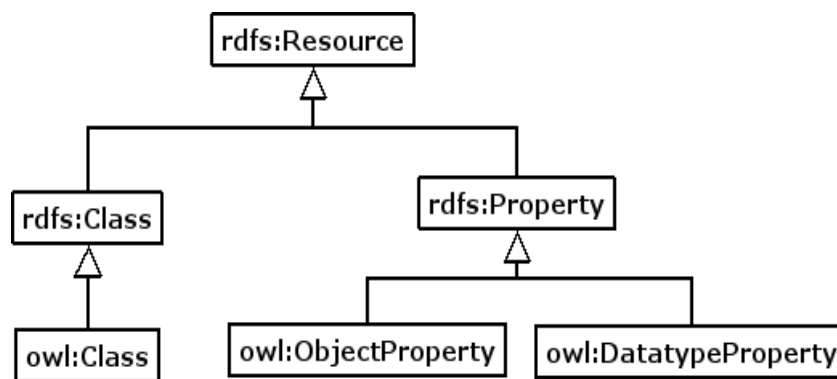 rdfs:Resource
rdfs:Class
rdfs:Property
owl:Class
owl:ObjectProperty
owl:DatatypeProperty